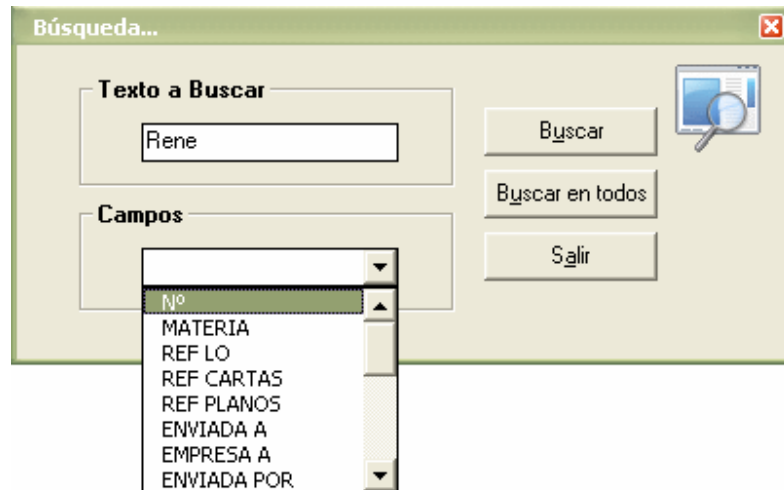 Búsqueda...
Texto a Buscar
Rene
Buscar
Buscar en todos
Salir
Campos
Nº
MATERIA
REF LO
REF CARTAS
REF PLANOS
ENVIADA A
EMPRESA A
ENVIADA POR